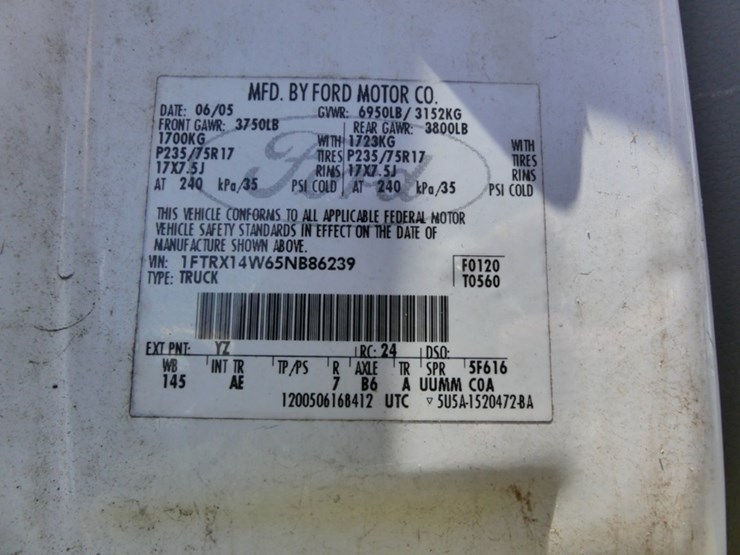 MFD. BY FORD MOTOR CO.
DATE: 06/05 GVWR: 6950LB/ 3152KG
FRONT GAWR: 3750LB REAR GAWR: 3800LB
1700KG WITH 1723KG WITH
P235/75R17 TIRES P235/75R17 TIRES
17X7.5J RIMS 17X7.5J RIMS
AT 240 kPa/35 PSI COLD AT 240 kPa/35 PSI COLD
Ford
THIS VEHICLE CONFORMS TO ALL APPLICABLE FEDERAL MOTOR
VEHICLE SAFETY STANDARDS IN EFFECT ON THE DATE OF
MANUFACTURE SHOWN ABOVE.
VIN: 1FTRX14W65NB86239 F0120
TYPE: TRUCK T0560
EXT PNT: YZ RC: 24 DSO:
WB INT TR TP/PS R AXLE TR SPR 5F616
145 AE 7 B6 A UUMM COA
1200506168412 UTC ▽ 5U5A-1520472-BA